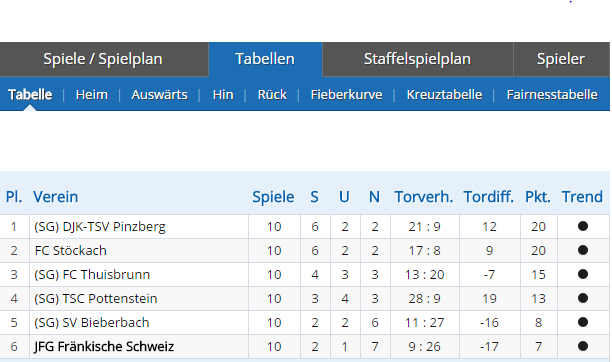 Spiele / Spielplan Tabellen Staffelspielplan Spieler
Tabelle | Heim | Auswärts | Hin | Rück | Fieberkurve | Kreuztabelle | Fairnesstabelle
Pl. Verein Spiele S U N Torverh. Tordiff. Pkt. Trend
1 (SG) DJK-TSV Pinzberg 10 6 2 2 21 : 9 12 20
2 FC Stöckach 10 6 2 2 17 : 8 9 20
3 (SG) FC Thuisbrunn 10 4 3 3 13 : 20 -7 15
4 (SG) TSC Pottenstein 10 3 4 3 28 : 9 19 13
5 (SG) SV Bieberbach 10 2 2 6 11 : 27 -16 8
6 JFG Fränkische Schweiz 10 2 1 7 9 : 26 -17 7